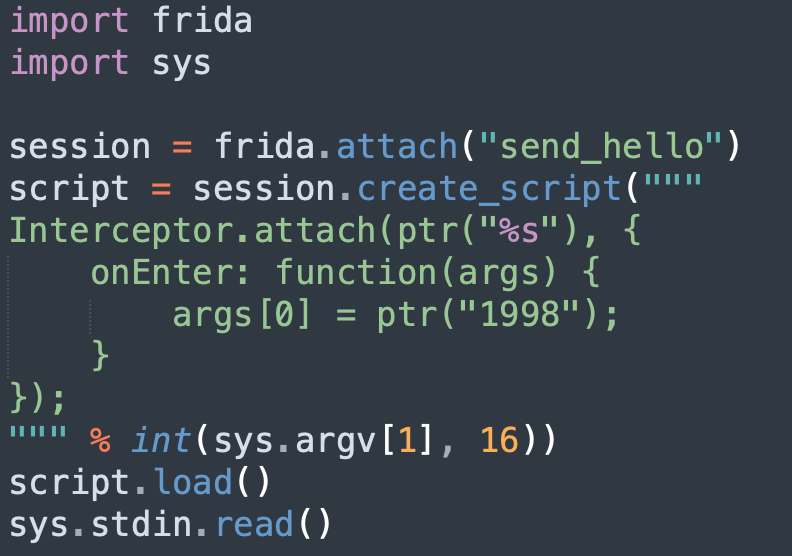 import frida
import sys

session = frida.attach("send_hello")
script = session.create_script("""
Interceptor.attach(ptr("%s"), {
    onEnter: function(args) {
        args[0] = ptr("1998");
    }
});
""" % int(sys.argv[1], 16))
script.load()
sys.stdin.read()